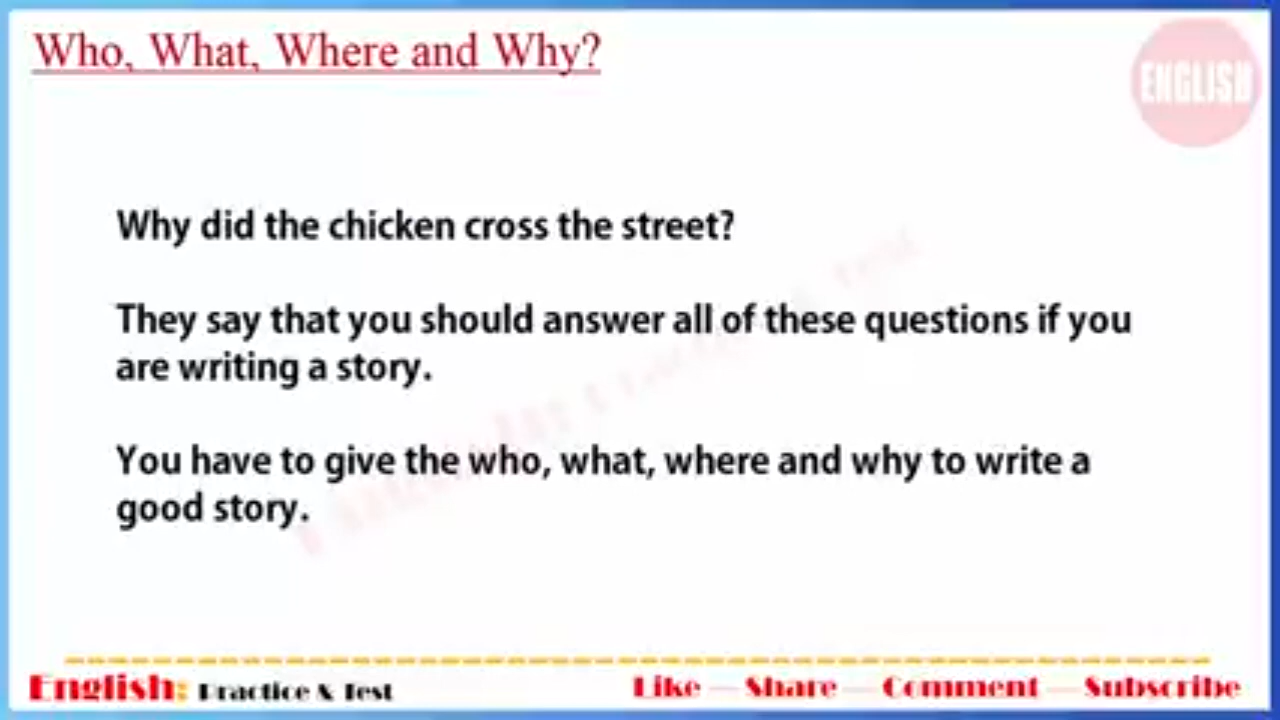 Who, What, Where and Why?
ENGLISH
Why did the chicken cross the street?
They say that you should answer all of these questions if you
are writing a story.
You have to give the who, what, where and why to write a
good story.
English: Practice & Test
Like — Share — Comment — Subscribe